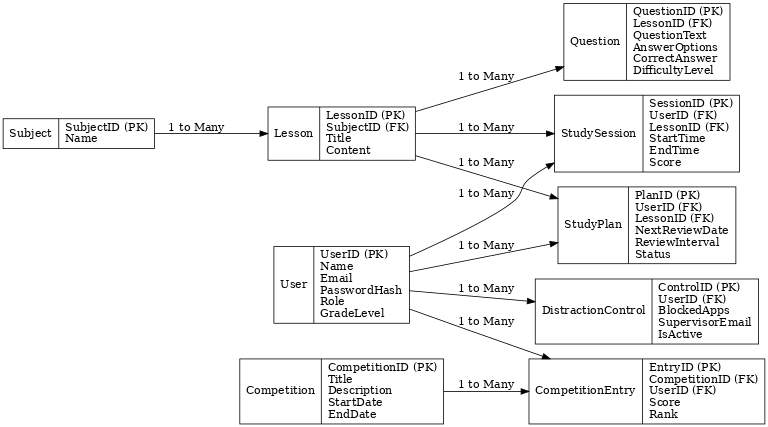 Subject
SubjectID (PK)
Name
1 to Many
Lesson
LessonID (PK)
SubjectID (FK)
Title
Content
1 to Many
1 to Many
1 to Many
Question
QuestionID (PK)
LessonID (FK)
QuestionText
AnswerOptions
CorrectAnswer
DifficultyLevel
StudySession
SessionID (PK)
UserID (FK)
LessonID (FK)
StartTime
EndTime
Score
StudyPlan
PlanID (PK)
UserID (FK)
LessonID (FK)
NextReviewDate
ReviewInterval
Status
User
UserID (PK)
Name
Email
PasswordHash
Role
GradeLevel
1 to Many
1 to Many
1 to Many
1 to Many
DistractionControl
ControlID (PK)
UserID (FK)
BlockedApps
SupervisorEmail
IsActive
Competition
CompetitionID (PK)
Title
Description
StartDate
EndDate
1 to Many
CompetitionEntry
EntryID (PK)
CompetitionID (FK)
UserID (FK)
Score
Rank